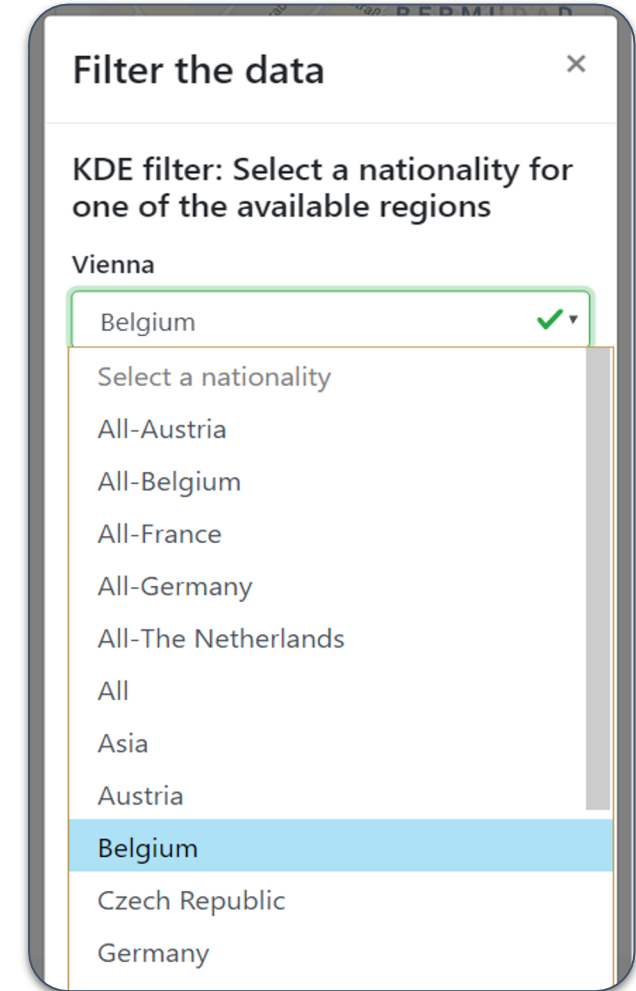 Filter the data
×
KDE filter: Select a nationality for
one of the available regions
Vienna
Belgium
Select a nationality
All-Austria
All-Belgium
All-France
All-Germany
All-The Netherlands
All
Asia
Austria
Belgium
Czech Republic
Germany